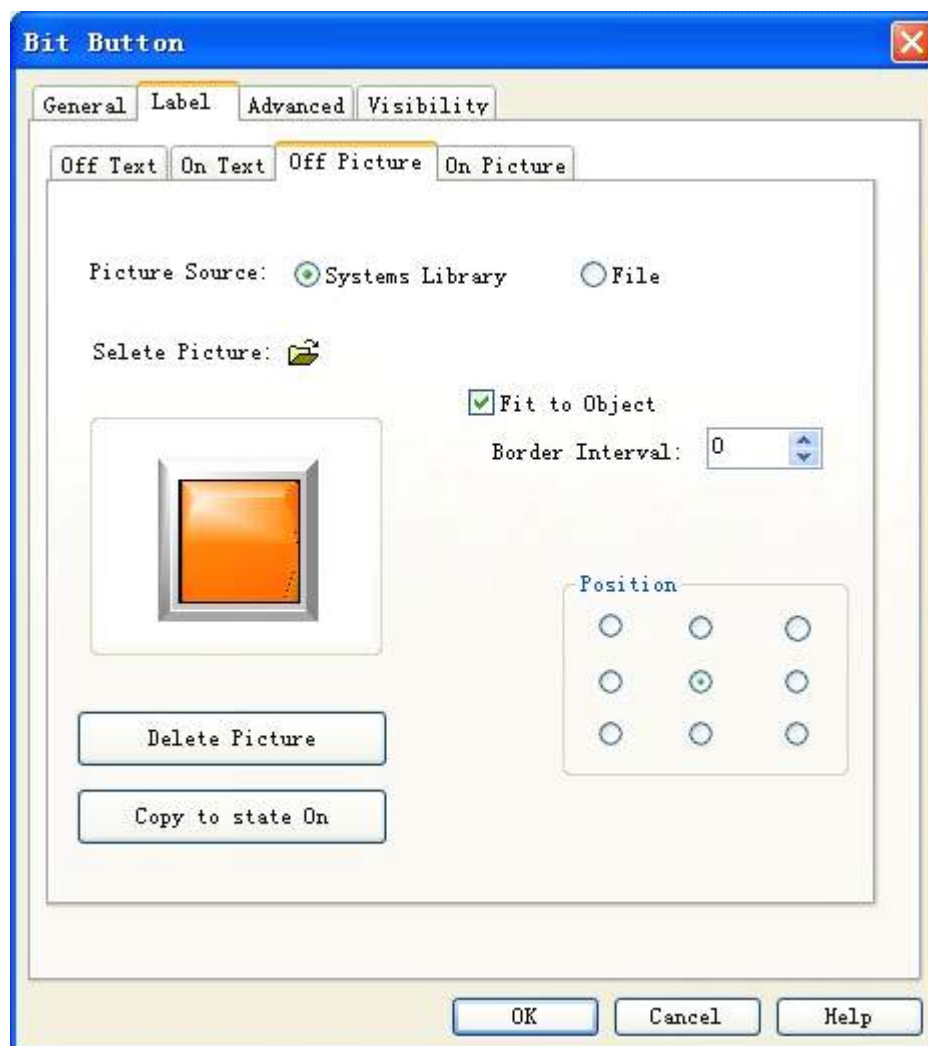 Bit Button
General Label Advanced Visibility
Off Text On Text Off Picture On Picture
Picture Source: Systems Library File
Selete Picture:
Fit to Object
Border Interval: 0
Position
Delete Picture
Copy to state On
OK Cancel Help